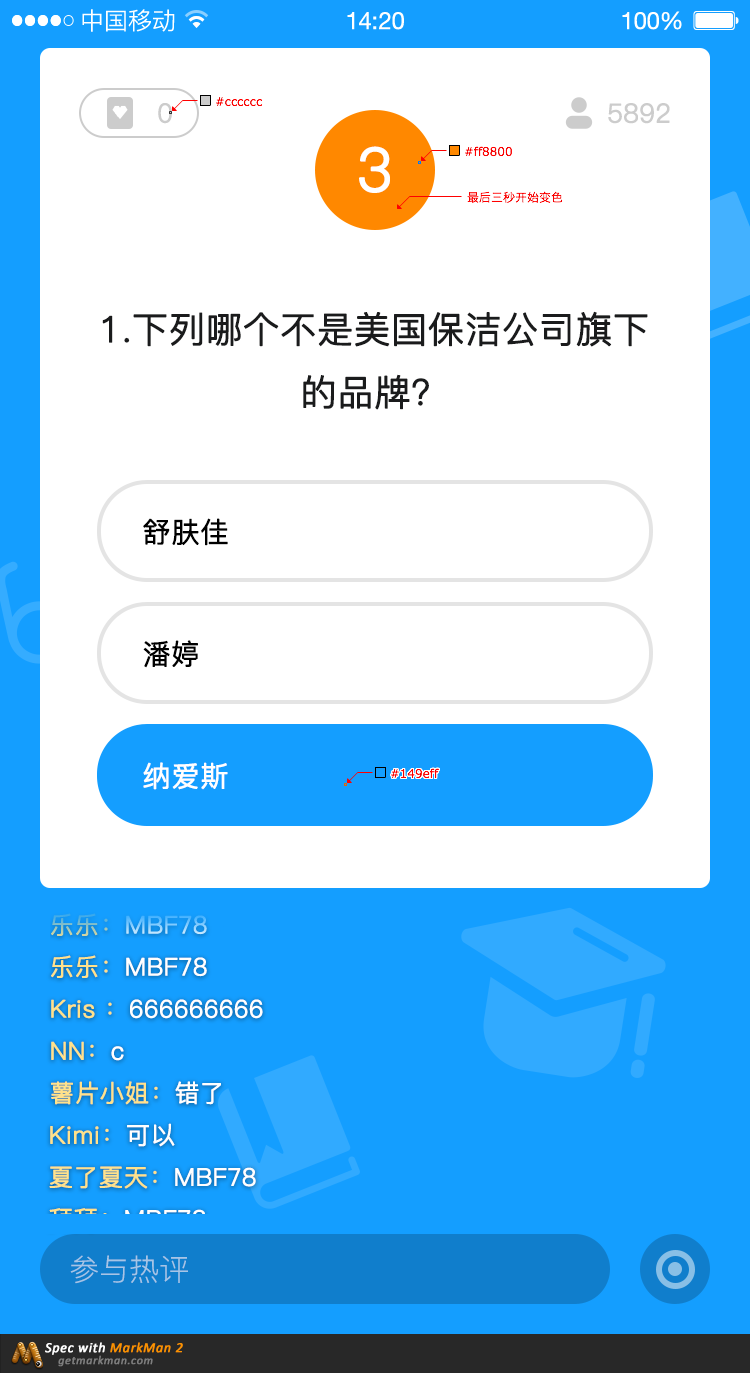 中国移动
14:20
100%
0
#cccccc
5892
3
#ff8800
最后三秒开始变色
1.下列哪个不是美国保洁公司旗下
的品牌?
舒肤佳
潘婷
纳爱斯
#149eff
乐乐：MBF78
乐乐：MBF78
Kris ：666666666
NN：c
薯片小姐：错了
Kimi：可以
夏了夏天：MBF78
拜拜：MBF78
参与热评
Spec with MarkMan 2
getmarkman.com